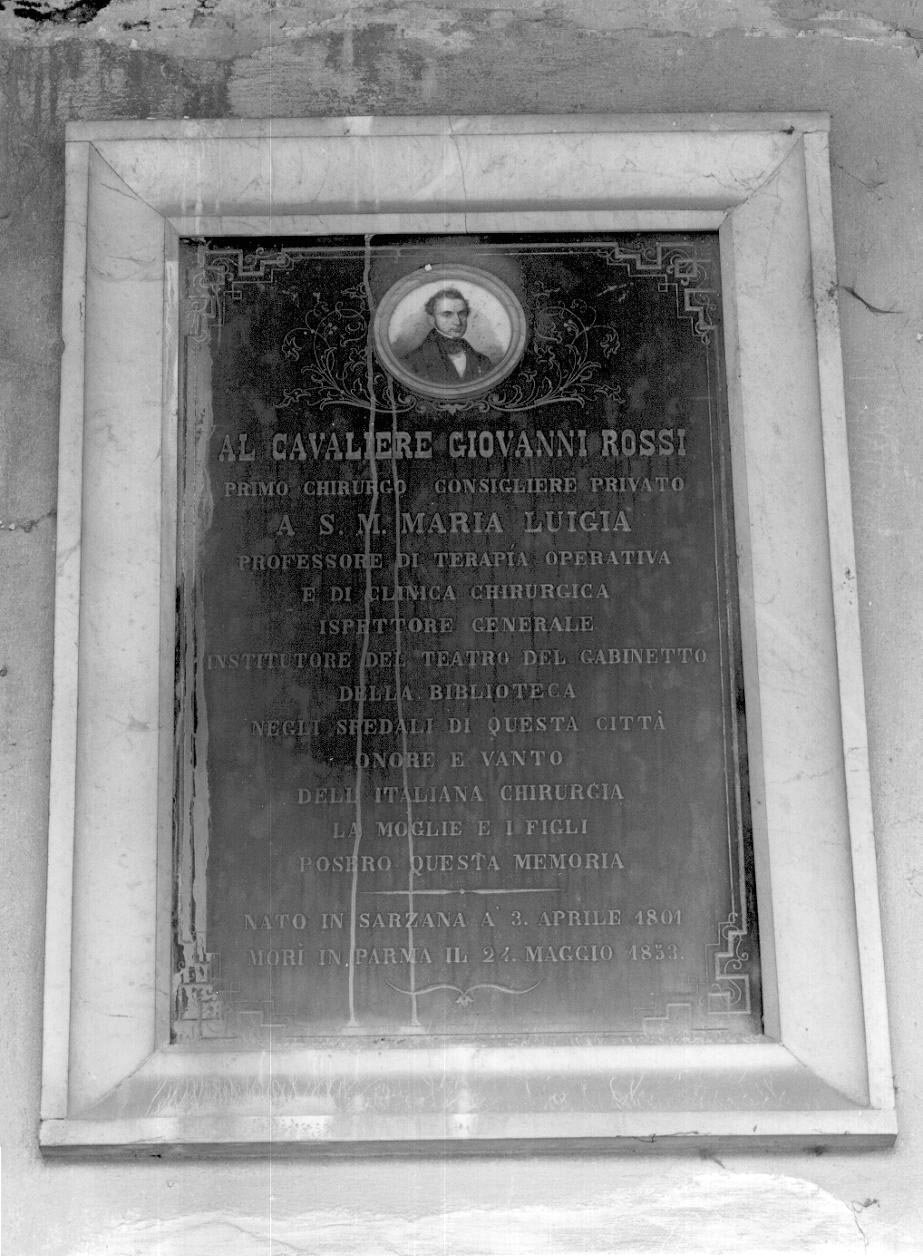 AL CAVALIERE GIOVANNI ROSSI
PRIMO CHIRURGO CONSIGLIERE PRIVATO
A S. M. MARIA LUIGIA
PROFESSORE DI TERAPÍA OPERATIVA
E DI CLINICA CHIRURGICA
ISPETTORE GENERALE
INSTITUTORE DEL TEATRO DEL GABINETTO
DELLA BIBLIOTECA
NEGLI SPEDALI DI QUESTA CITTÀ
ONORE E VANTO
DELL'ITALIANA CHIRURGIA
LA MOGLIE E I FIGLI
POSERO QUESTA MEMORIA
NATO IN SARZANA A' 3. APRILE 1801
MORÌ IN PARMA IL 24. MAGGIO 1853.